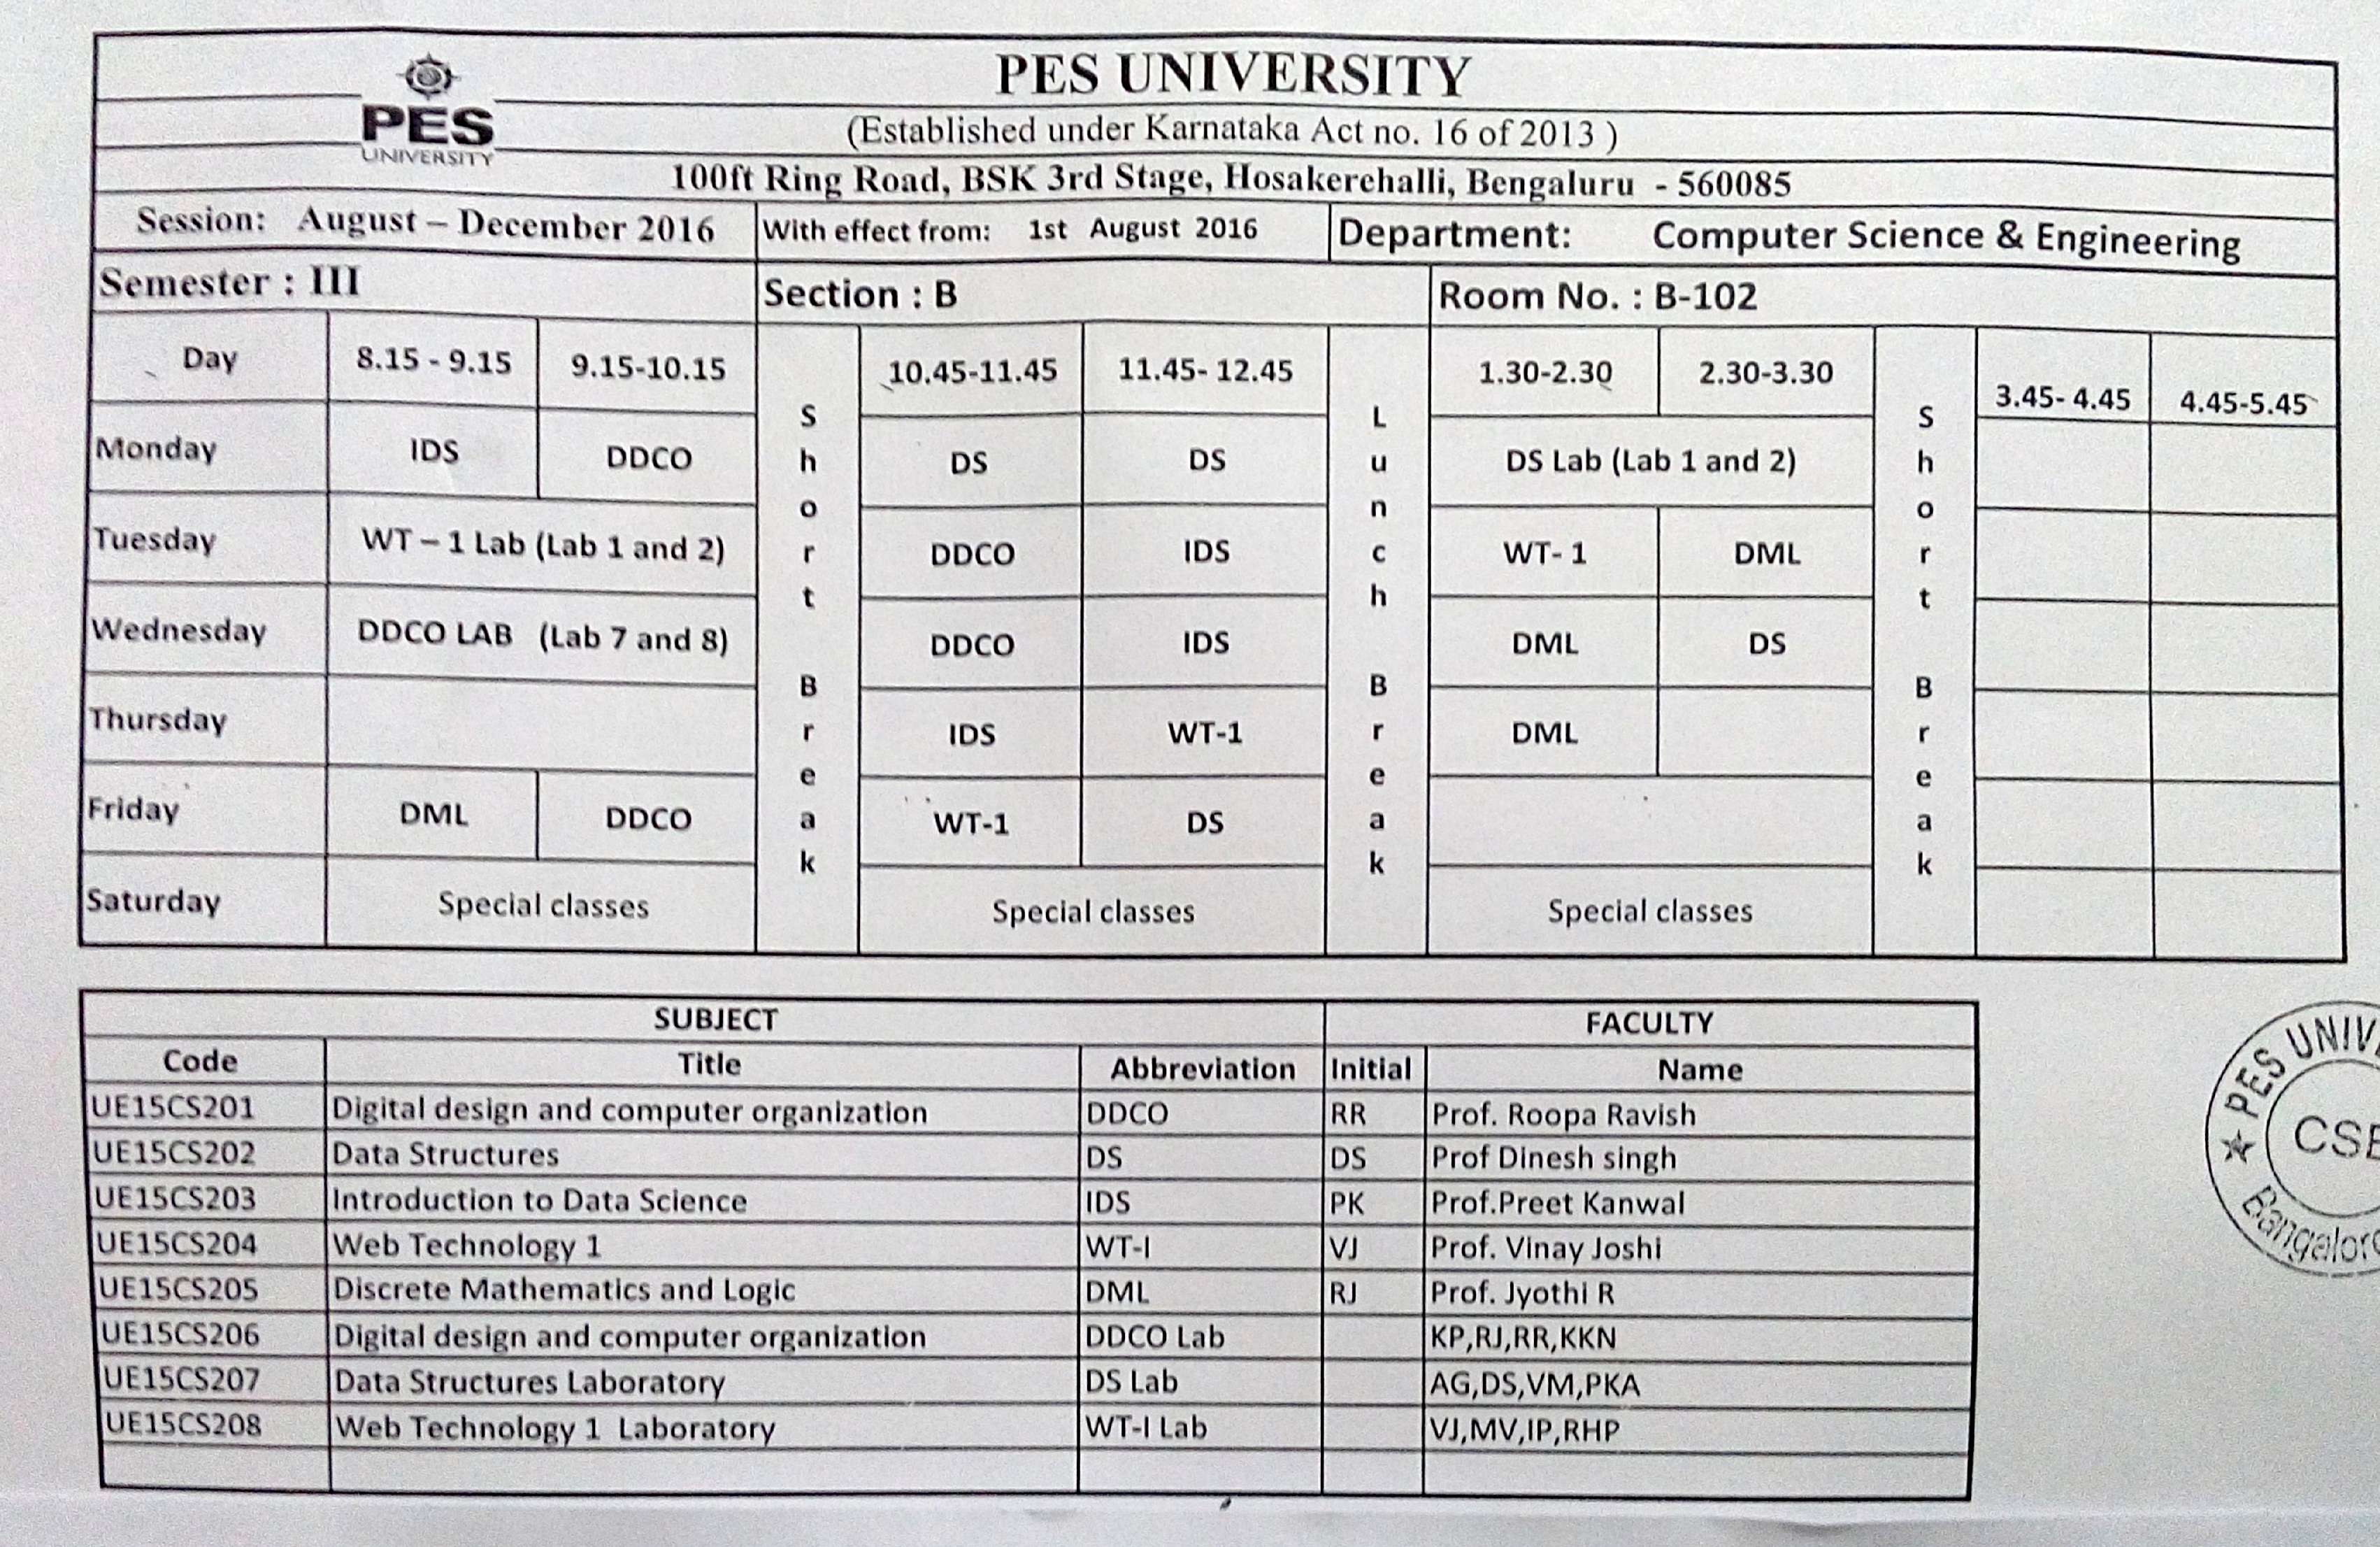 PES UNIVERSITY
PES
UNIVERSITY
(Established under Karnataka Act no. 16 of 2013 )
100ft Ring Road, BSK 3rd Stage, Hosakerehalli, Bengaluru - 560085
Session: August – December 2016 With effect from: 1st August 2016 Department: Computer Science & Engineering
Semester : III Section : B Room No. : B-102
Day 8.15 - 9.15 9.15-10.15 Short Break 10.45-11.45 11.45- 12.45 Lunch Break 1.30-2.30 2.30-3.30 Short Break 3.45- 4.45 4.45-5.45
Monday IDS DDCO DS DS DS Lab (Lab 1 and 2)
Tuesday WT – 1 Lab (Lab 1 and 2) DDCO IDS WT- 1 DML
Wednesday DDCO LAB (Lab 7 and 8) DDCO IDS DML DS
Thursday IDS WT-1 DML
Friday DML DDCO WT-1 DS
Saturday Special classes Special classes Special classes
SUBJECT FACULTY
Code Title Abbreviation Initial Name
UE15CS201 Digital design and computer organization DDCO RR Prof. Roopa Ravish
UE15CS202 Data Structures DS DS Prof Dinesh singh
UE15CS203 Introduction to Data Science IDS PK Prof.Preet Kanwal
UE15CS204 Web Technology 1 WT-I VJ Prof. Vinay Joshi
UE15CS205 Discrete Mathematics and Logic DML RJ Prof. Jyothi R
UE15CS206 Digital design and computer organization DDCO Lab KP,RJ,RR,KKN
UE15CS207 Data Structures Laboratory DS Lab AG,DS,VM,PKA
UE15CS208 Web Technology 1 Laboratory WT-I Lab VJ,MV,IP,RHP
PES